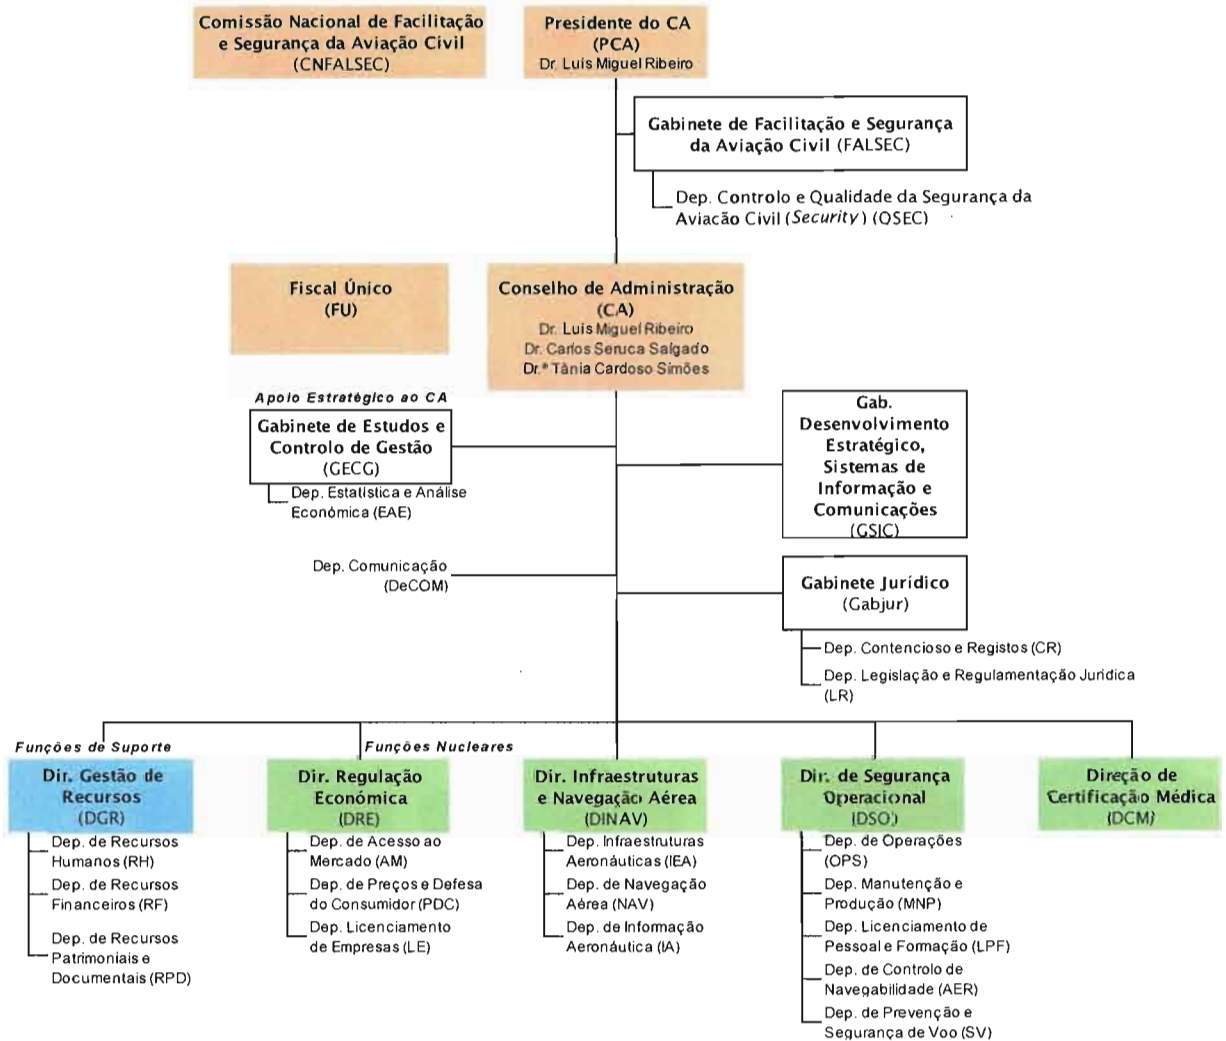 Comissão Nacional de Facilitação
e Segurança da Aviação Civil
(CNFALSEC)
Presidente do CA
(PCA)
Dr. Luís Miguel Ribeiro
Gabinete de Facilitação e Segurança
da Aviação Civil (FALSEC)
Dep. Controlo e Qualidade da Segurança da
Aviacão Civil (Security) (QSEC)
Fiscal Único
(FU)
Conselho de Administração
(CA)
Dr. Luís Miguel Ribeiro
Dr. Carlos Seruca Salgado
Dr.ª Tânia Cardoso Simões
Apoio Estratégico ao CA
Gabinete de Estudos e
Controlo de Gestão
(GECG)
Dep. Estatística e Análise
Económica (EAE)
Gab.
Desenvolvimento
Estratégico,
Sistemas de
Informação e
Comunicações
(GSIC)
Dep. Comunicação
(DeCOM)
Gabinete Jurídico
(Gabjur)
Dep. Contencioso e Registos (CR)
Dep. Legislação e Regulamentação Jurídica
(LR)
Funções de Suporte
Funções Nucleares
Dir. Gestão de
Recursos
(DGR)
Dep. de Recursos
Humanos (RH)
Dep. de Recursos
Financeiros (RF)
Dep. de Recursos
Patrimoniais e
Documentais (RPD)
Dir. Regulação
Económica
(DRE)
Dep. de Acesso ao
Mercado (AM)
Dep. de Preços e Defesa
do Consumidor (PDC)
Dep. Licenciamento
de Empresas (LE)
Dir. Infraestruturas
e Navegação Aérea
(DINAV)
Dep. Infraestruturas
Aeronáuticas (IEA)
Dep. de Navegação
Aérea (NAV)
Dep. de Informação
Aeronáutica (IA)
Dir. de Segurança
Operacional
(DSO)
Dep. de Operações
(OPS)
Dep. Manutenção e
Produção (MNP)
Dep. Licenciamento de
Pessoal e Formação (LPF)
Dep. de Controlo de
Navegabilidade (AER)
Dep. de Prevenção e
Segurança de Voo (SV)
Direção de
Certificação Médica
(DCM)